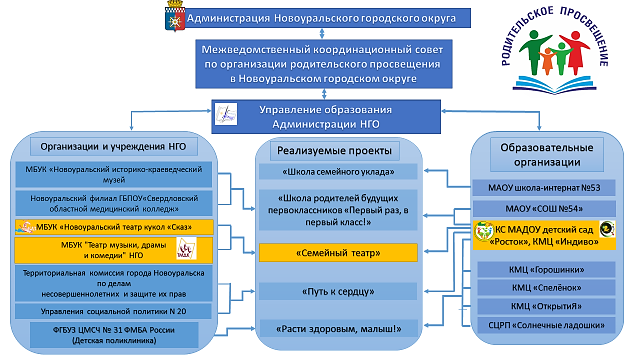 Администрация Новоуральского городского округа
РОДИТЕЛЬСКОЕ ПРОСВЕЩЕНИЕ
Межведомственный координационный совет
по организации родительского просвещения
в Новоуральском городском округе
Управление образования
Администрации НГО
Организации и учреждения НГО
МБУК «Новоуральский историко-краеведческий
музей
Новоуральский филиал ГБПОУ«Свердловский
областной медицинский колледж»
МБУК «Новоуральский театр кукол «Сказ»
МБУК "Театр музыки, драмы
и комедии" НГО
Территориальная комиссия города Новоуральска
по делам
несовершеннолетних и защите их прав
Управления социальной политики N 20
ФГБУЗ ЦМСЧ № 31 ФМБА России
(Детская поликлиника)
Реализуемые проекты
«Школа семейного уклада»
«Школа родителей будущих
первоклассников «Первый раз, в
первый класс!»
«Семейный театр»
«Путь к сердцу»
«Расти здоровым, малыш!»
Образовательные
организации
МАОУ школа-интернат №53
МАОУ «СОШ №54»
КС МАДОУ детский сад
«Росток», КМЦ «Индиво»
КМЦ «Горошинки»
КМЦ «Спелёнок»
КМЦ «ОткрытиЯ»
СЦРП «Солнечные ладошки»